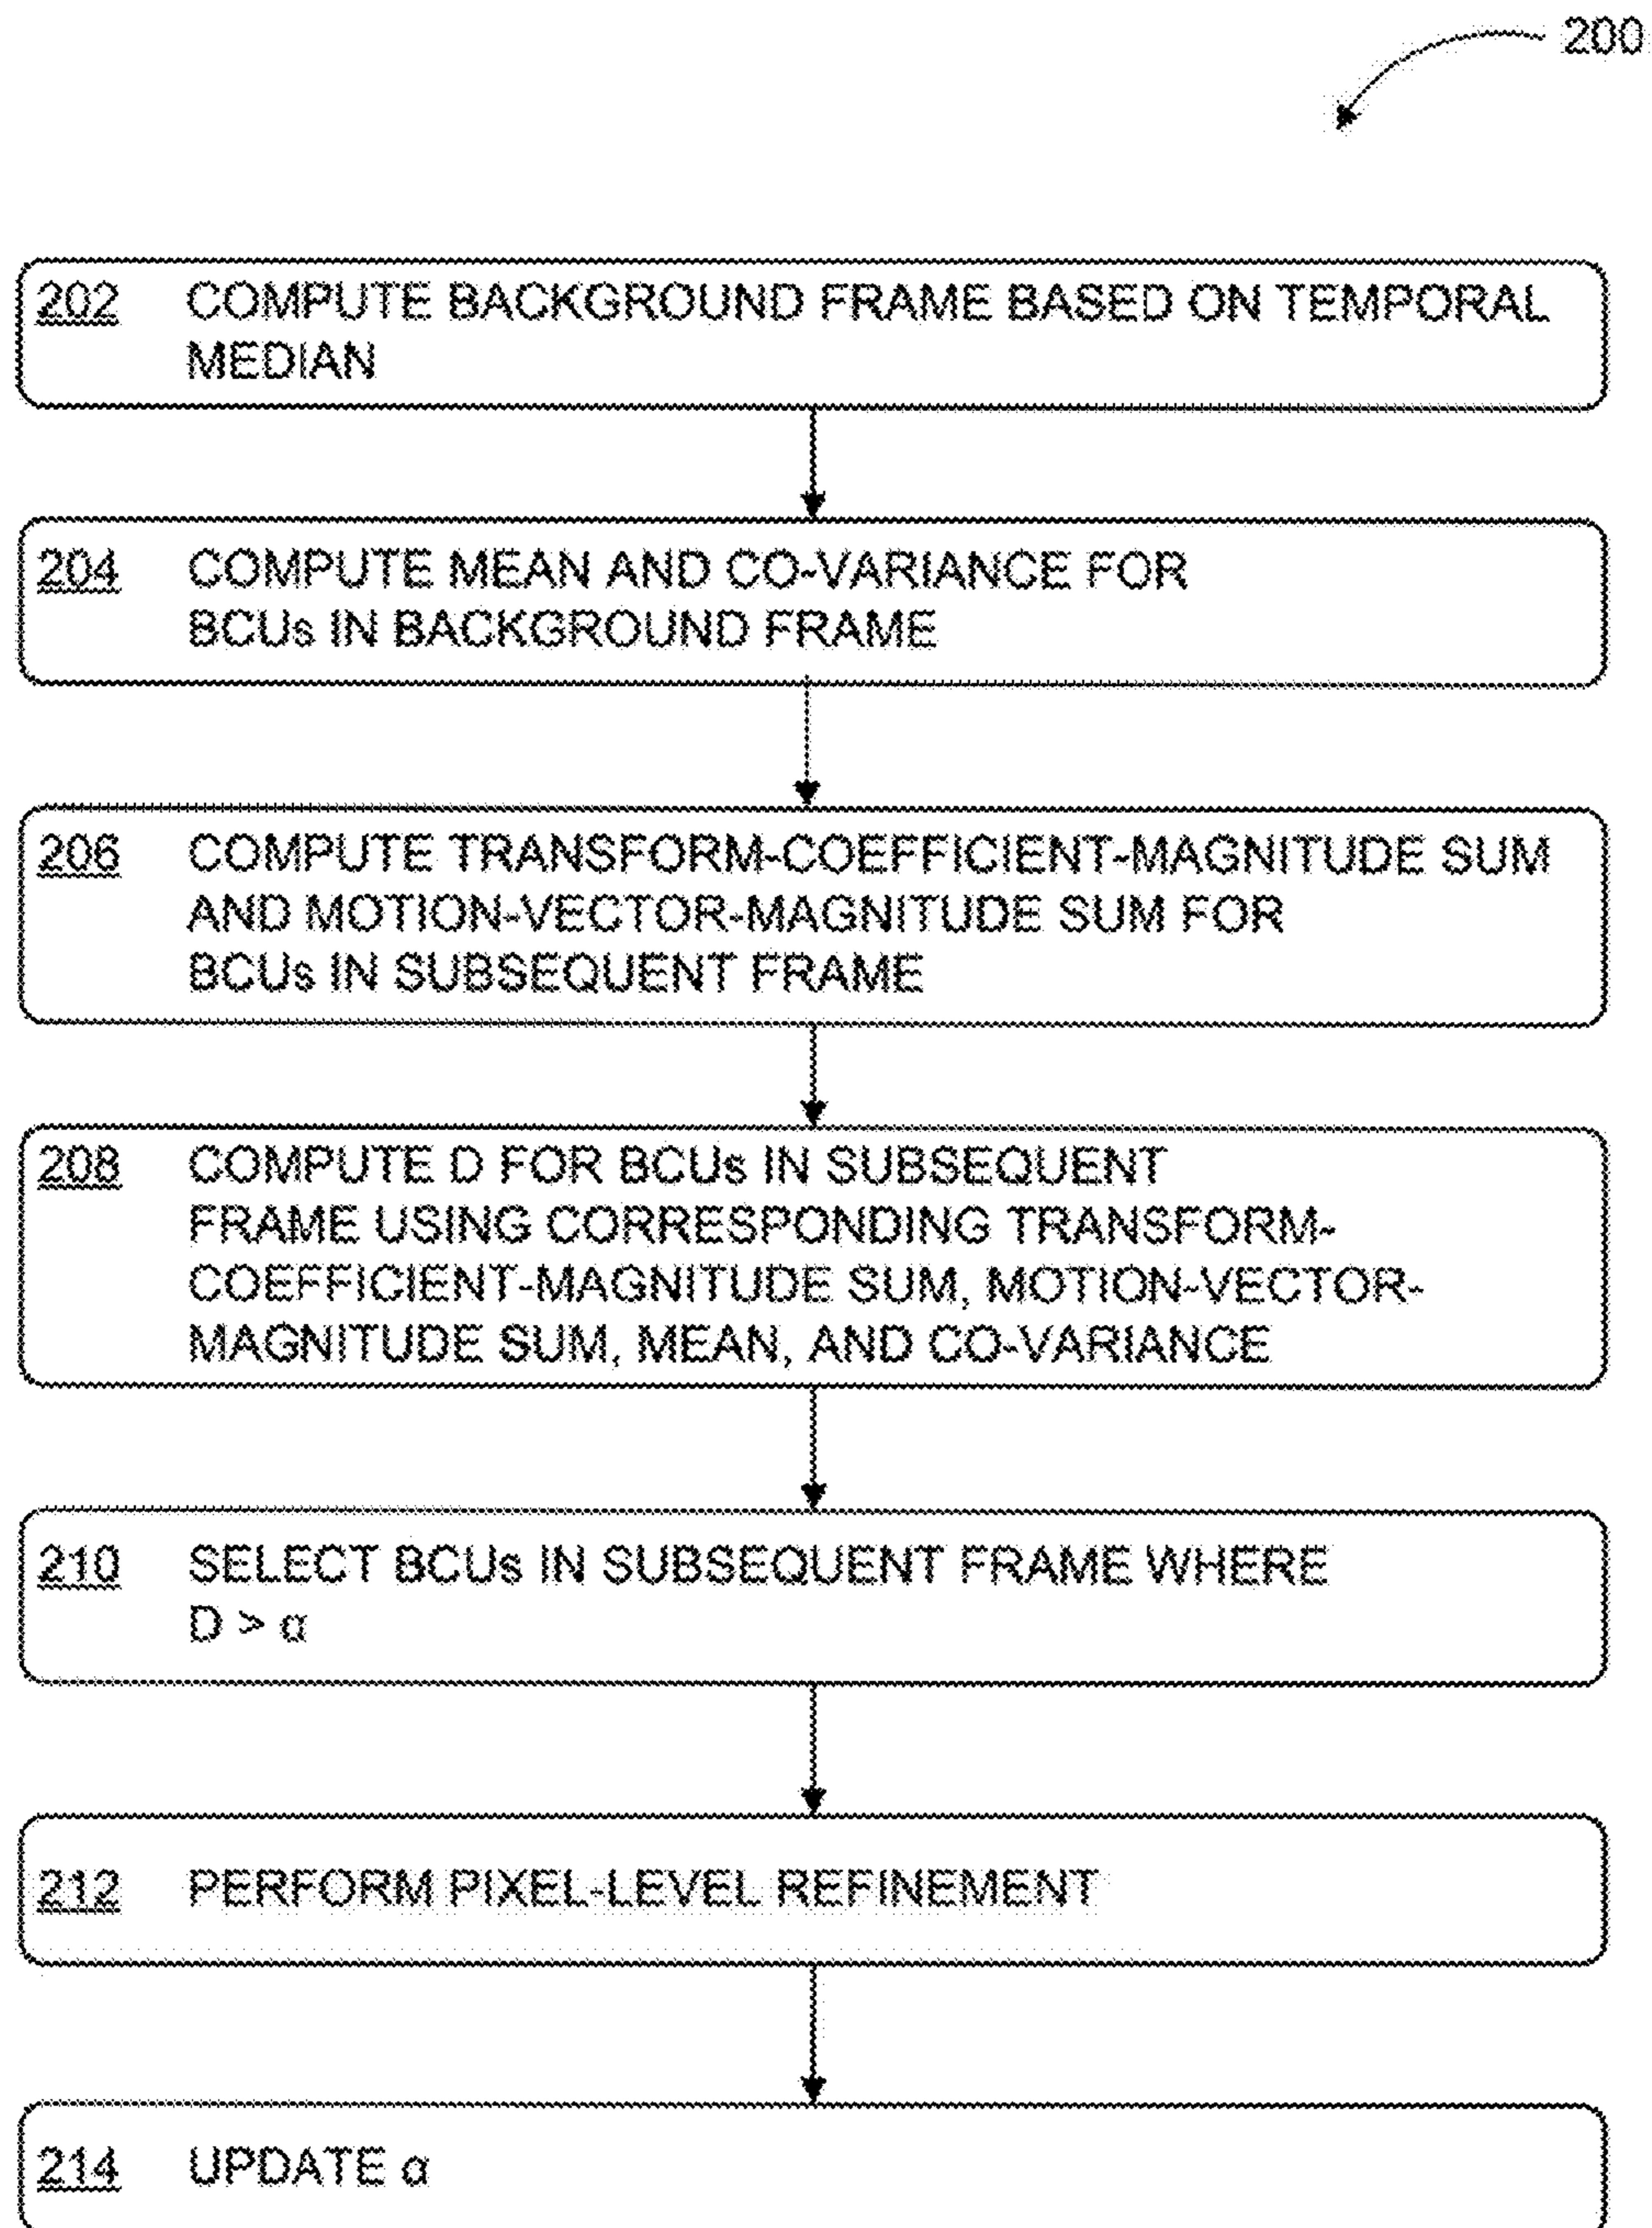 200
202 COMPUTE BACKGROUND FRAME BASED ON TEMPORAL
MEDIAN
204 COMPUTE MEAN AND CO-VARIANCE FOR
BCUs IN BACKGROUND FRAME
206 COMPUTE TRANSFORM-COEFFICIENT-MAGNITUDE SUM
AND MOTION-VECTOR-MAGNITUDE SUM FOR
BCUs IN SUBSEQUENT FRAME
208 COMPUTE D FOR BCUs IN SUBSEQUENT
FRAME USING CORRESPONDING TRANSFORM-
COEFFICIENT-MAGNITUDE SUM, MOTION-VECTOR-
MAGNITUDE SUM, MEAN, AND CO-VARIANCE
210 SELECT BCUs IN SUBSEQUENT FRAME WHERE
D > α
212 PERFORM PIXEL-LEVEL REFINEMENT
214 UPDATE α